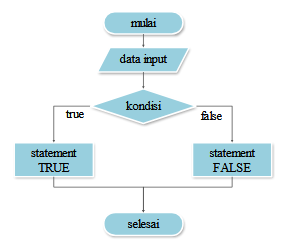 mulai
data input
kondisi
true
false
statement
TRUE
statement
FALSE
selesai